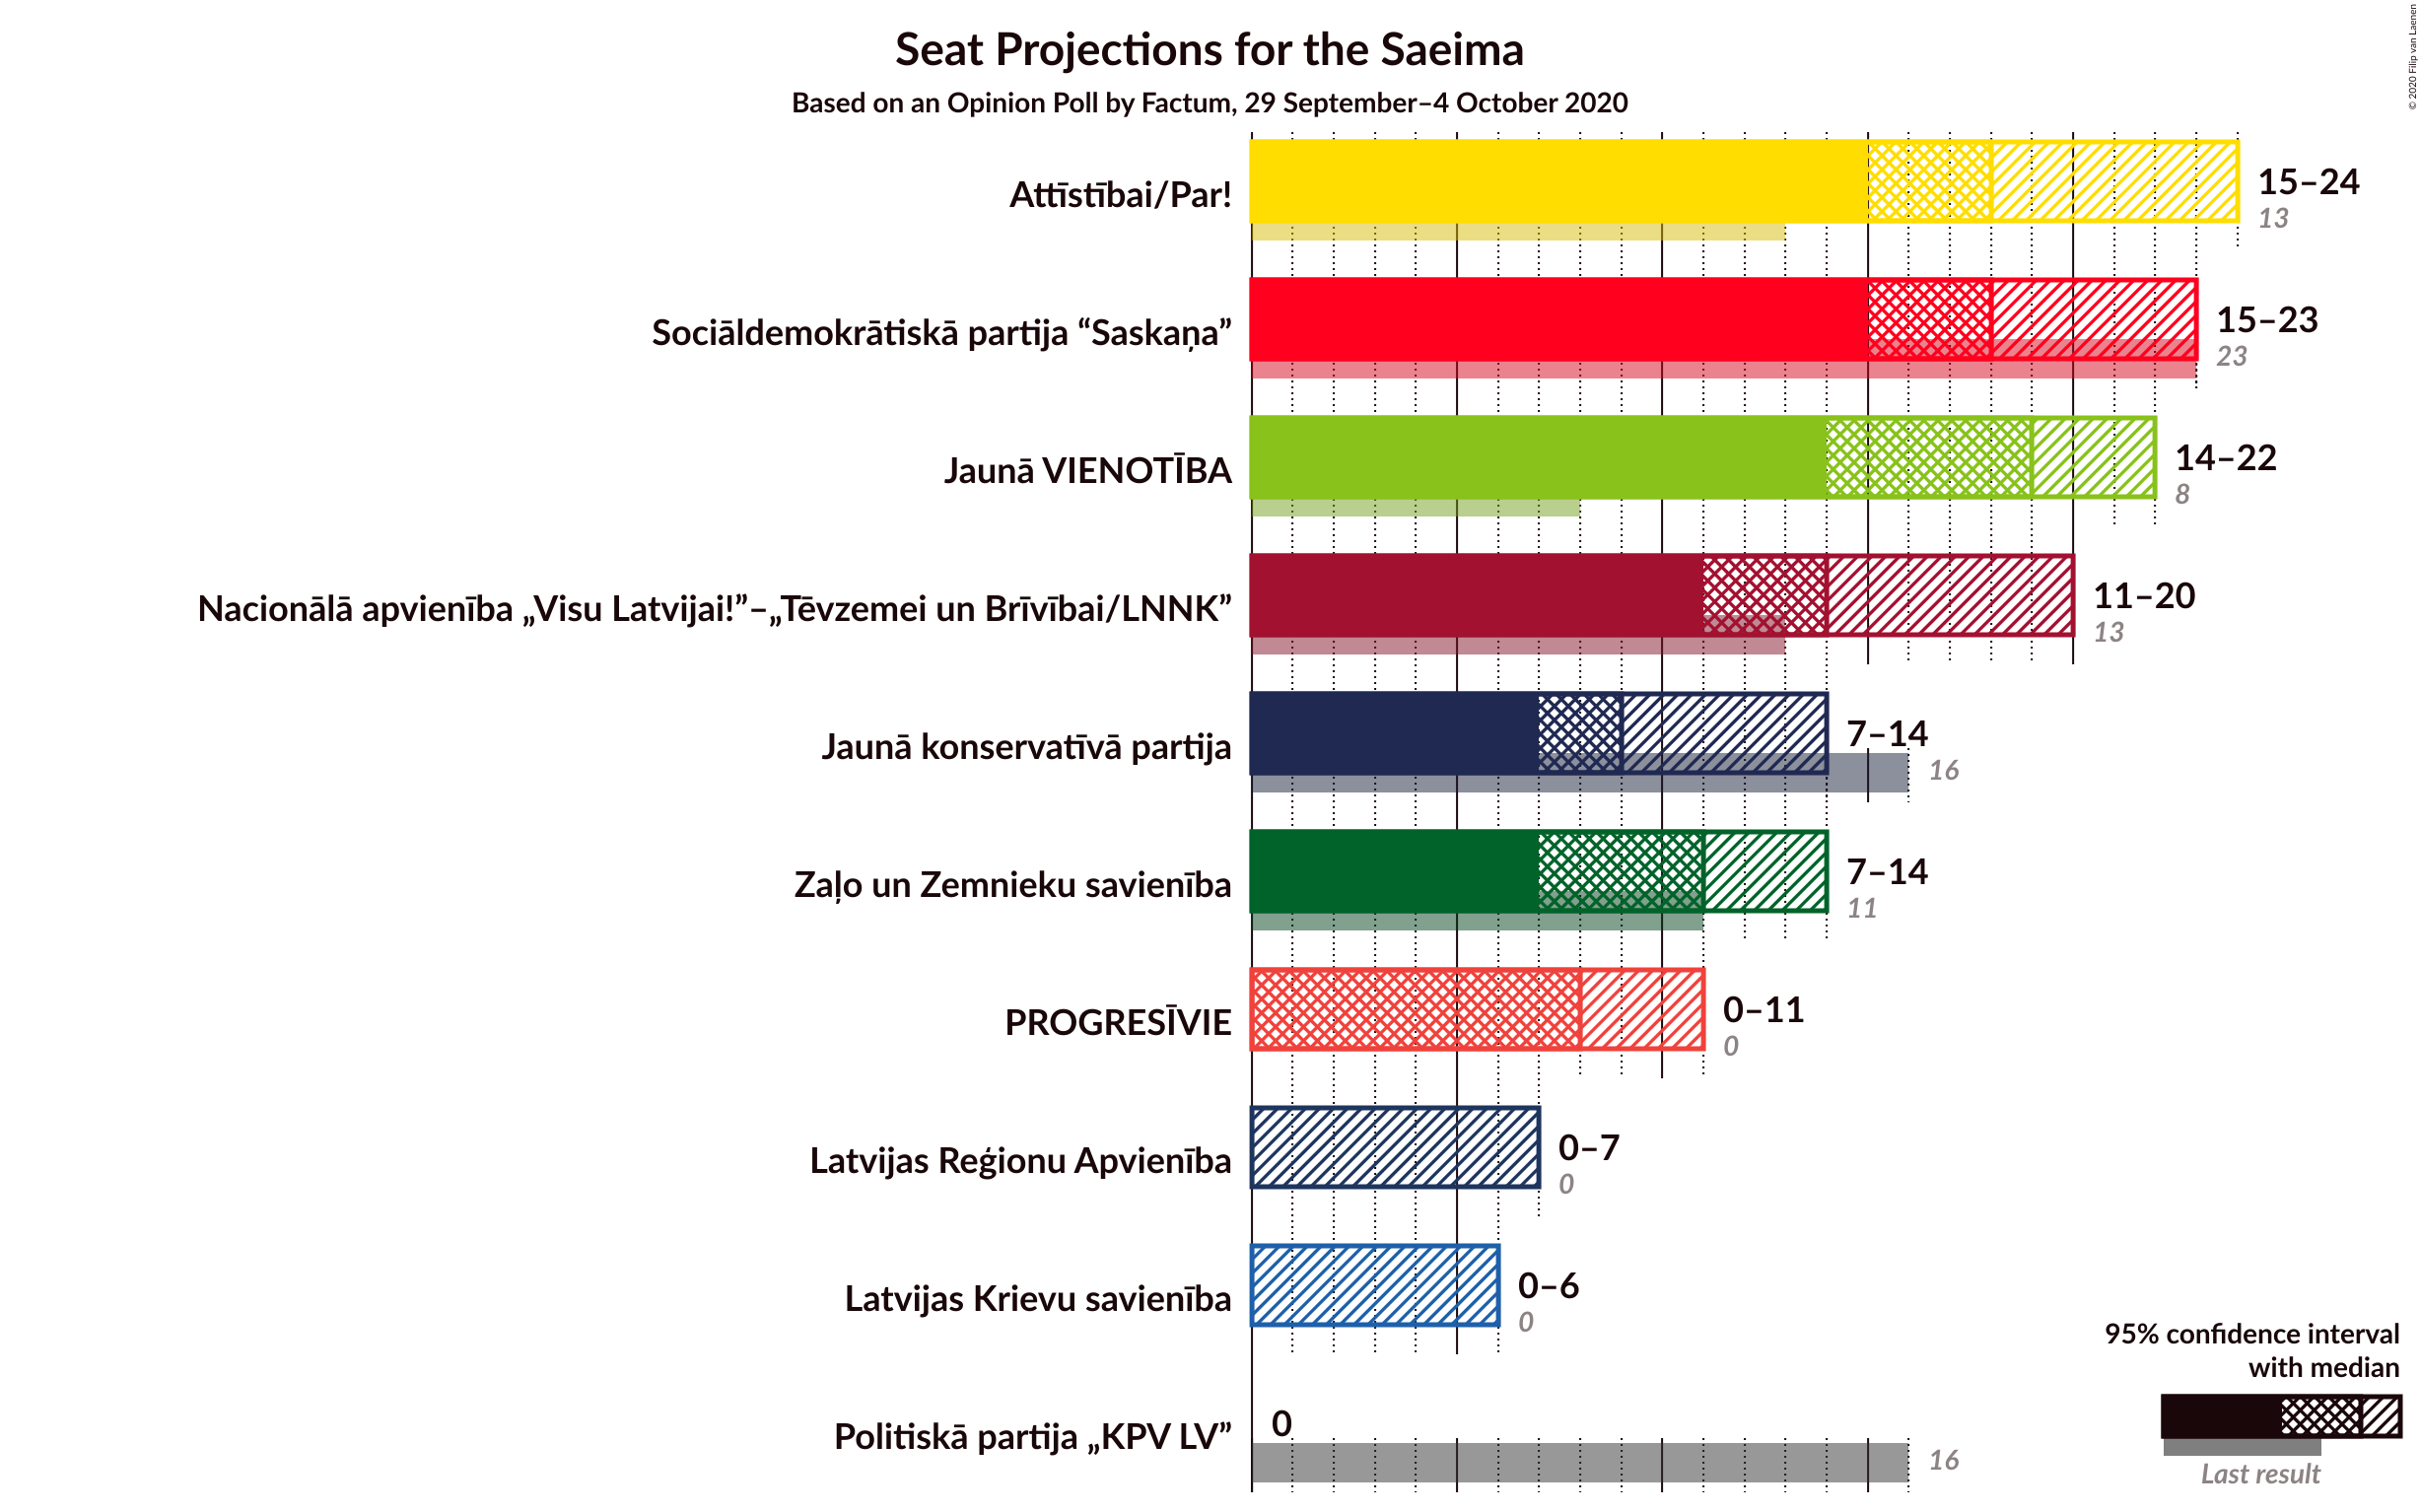 Seat Projections for the Saeima
Based on an Opinion Poll by Factum, 29 September–4 October 2020
© 2020 Filip van Laenen
Attīstībai/Par!
15–24
13
Sociāldemokrātiskā partija “Saskaņa”
15–23
23
Jaunā VIENOTĪBA
14–22
8
Nacionālā apvienība „Visu Latvijai!”–„Tēvzemei un Brīvībai/LNNK”
11–20
13
Jaunā konservatīvā partija
7–14
16
Zaļo un Zemnieku savienība
7–14
11
PROGRESĪVIE
0–11
0
Latvijas Reģionu Apvienība
0–7
0
Latvijas Krievu savienība
0–6
0
Politiskā partija „KPV LV”
0
16
95% confidence interval
with median
Last result